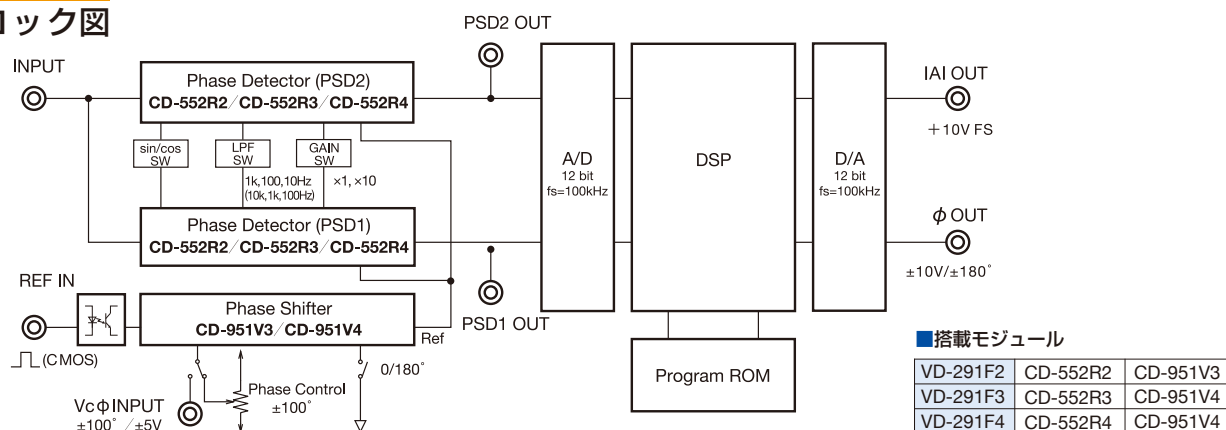 ロック図
INPUT
Phase Detector (PSD2)
CD-552R2/CD-552R3/CD-552R4
PSD2 OUT
sin/cos
SW
LPF
SW
GAIN
SW
1k,100,10Hz
(10k,1k,100Hz)
×1, ×10
Phase Detector (PSD1)
CD-552R2/CD-552R3/CD-552R4
PSD1 OUT
REF IN
(CMOS)
Phase Shifter
CD-951V3/CD-951V4
Ref
0/180°
Phase Control
±100°
VcφINPUT
±100°/±5V
A/D
12 bit
fs=100kHz
DSP
Program ROM
D/A
12 bit
fs=100kHz
IAI OUT
+10V FS
φ OUT
±10V/±180°
■搭載モジュール
VD-291F2 CD-552R2 CD-951V3
VD-291F3 CD-552R3 CD-951V4
VD-291F4 CD-552R4 CD-951V4